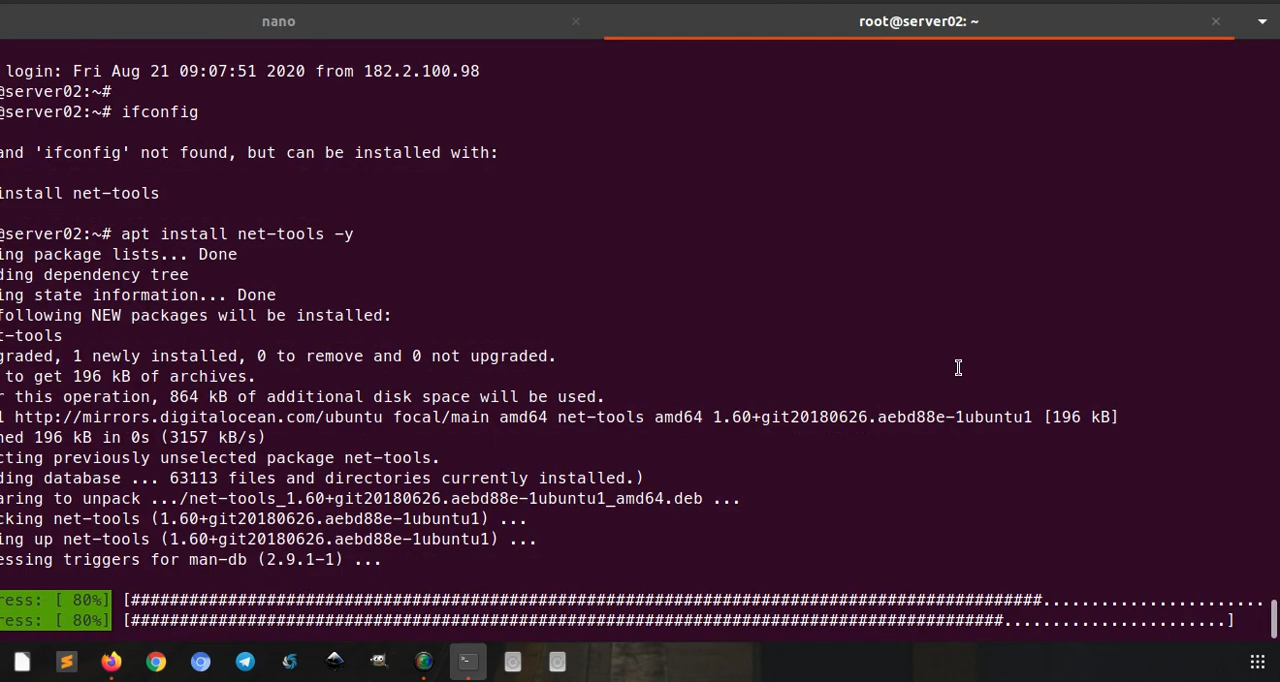 nano × root@server02: ~ ×
login: Fri Aug 21 09:07:51 2020 from 182.2.100.98
@server02:~#
@server02:~# ifconfig
and 'ifconfig' not found, but can be installed with:
install net-tools
@server02:~# apt install net-tools -y
ing package lists... Done
ding dependency tree
ing state information... Done
following NEW packages will be installed:
t-tools
graded, 1 newly installed, 0 to remove and 0 not upgraded.
to get 196 kB of archives.
r this operation, 864 kB of additional disk space will be used.
1 http://mirrors.digitalocean.com/ubuntu focal/main amd64 net-tools amd64 1.60+git20180626.aebd88e-1ubuntu1 [196 kB]
hed 196 kB in 0s (3157 kB/s)
cting previously unselected package net-tools.
ding database ... 63113 files and directories currently installed.)
aring to unpack .../net-tools_1.60+git20180626.aebd88e-1ubuntu1_amd64.deb ...
cking net-tools (1.60+git20180626.aebd88e-1ubuntu1) ...
ing up net-tools (1.60+git20180626.aebd88e-1ubuntu1) ...
essing triggers for man-db (2.9.1-1) ...
ress: [ 80%] [##############################################################################################.......................
ress: [ 80%] [##########################################################################################.......................]